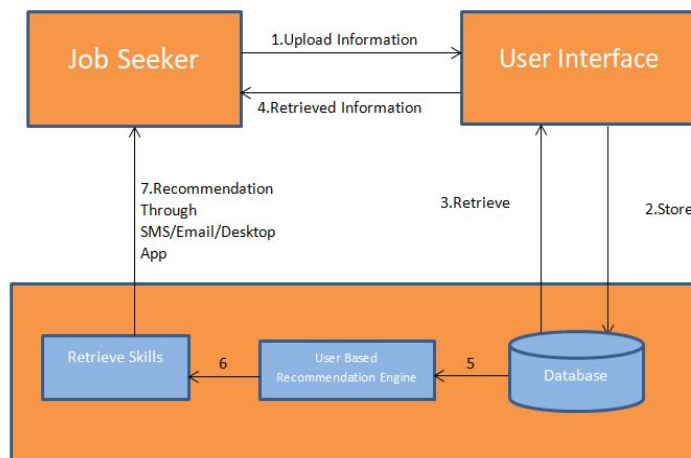 Job Seeker
1.Upload Information
User Interface
4.Retrieved Information
7.Recommendation
Through
SMS/Email/Desktop
App
3.Retrieve
2.Store
Retrieve Skills
6
User Based
Recommendation Engine
5
Database